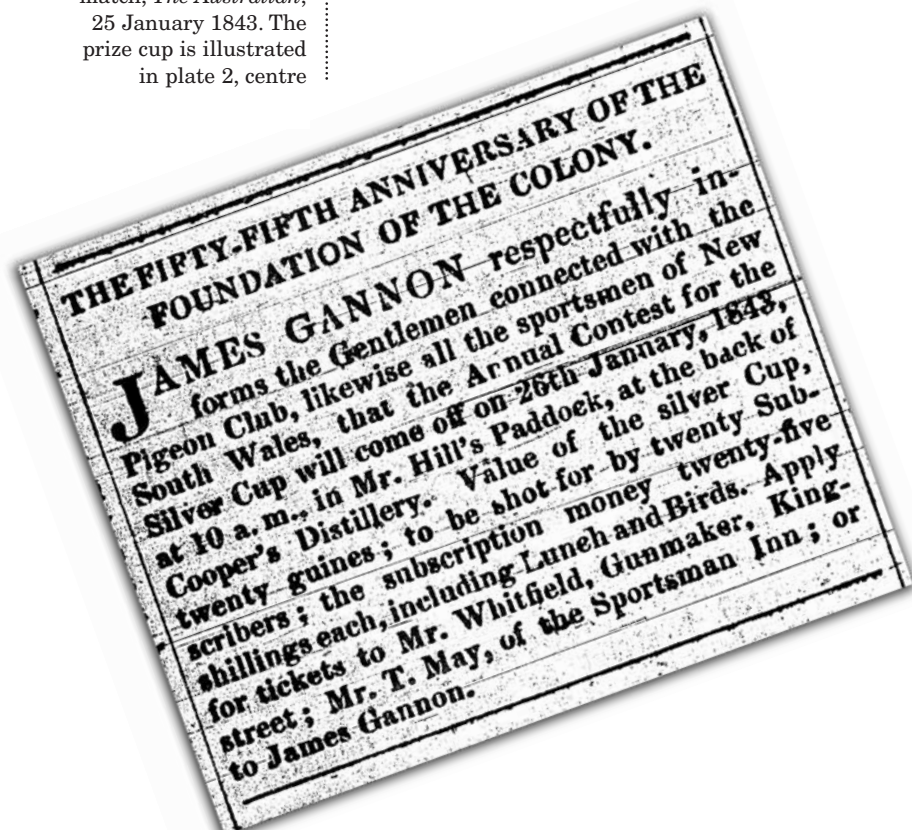 match, The Australian,
25 January 1843. The
prize cup is illustrated
in plate 2, centre
THE FIFTY-FIFTH ANNIVERSARY OF THE
FOUNDATION OF THE COLONY.
JAMES GANNON respectfully in-
forms the Gentlemen connected with the
Pigeon Club, likewise all the sportsmen of New
South Wales, that the Annual Contest for the
Silver Cup will come off on 26th January, 1843,
at 10 a. m., in Mr. Hill's Paddock, at the back of
Cooper's Distillery. Value of the silver Cup,
twenty guines; to be shot for by twenty Sub-
scribers; the subscription money twenty-five
shillings each, including Lunch and Birds. Apply
for tickets to Mr. Whitfield, Gunmaker, King-
street; Mr. T. May, of the Sportsman Inn; or
to James Gannon.